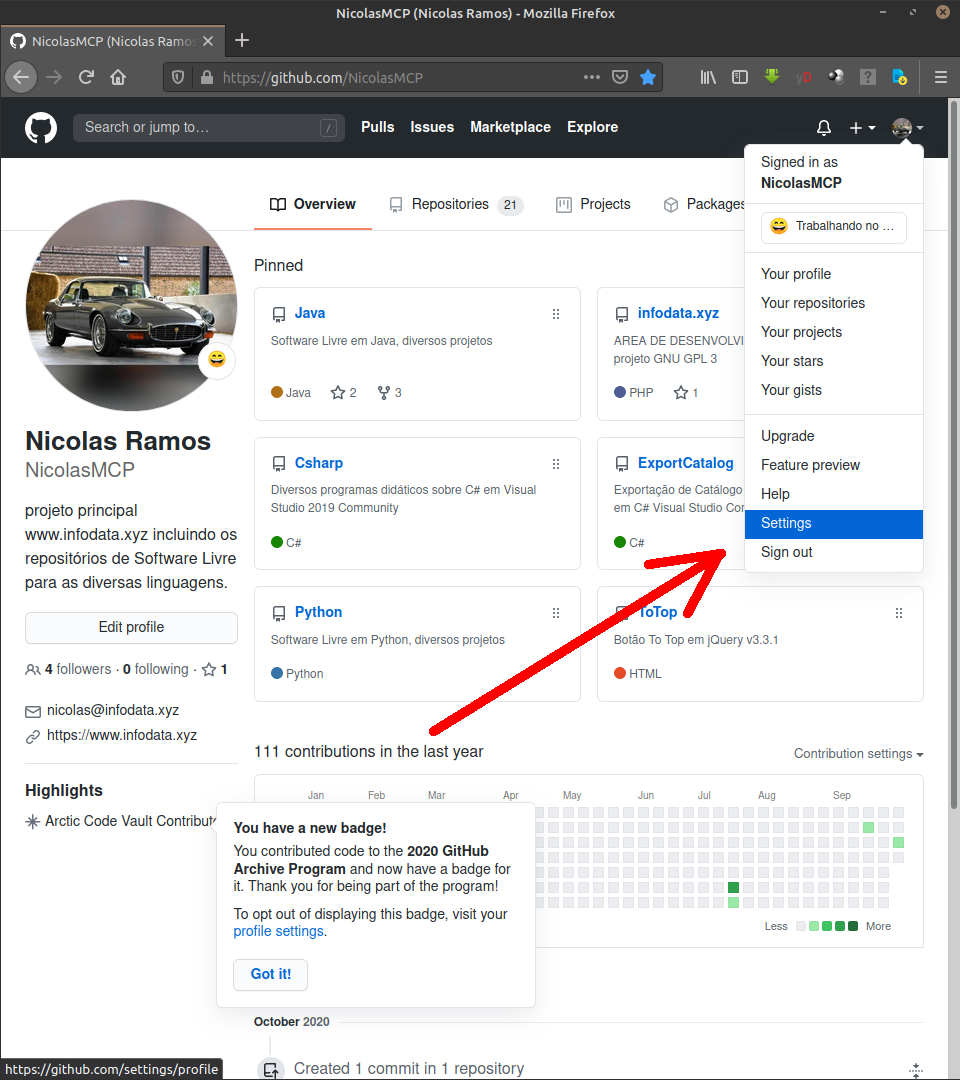 NicolasMCP (Nicolas Ramos) - Mozilla Firefox
NicolasMCP (Nicolas Ramos
https://github.com/NicolasMCP
Search or jump to…
/
Pulls
Issues
Marketplace
Explore
Signed in as
NicolasMCP
Trabalhando no ...
Your profile
Your repositories
Your projects
Your stars
Your gists
Upgrade
Feature preview
Help
Settings
Sign out
Overview
Repositories 21
Projects
Packages
Nicolas Ramos
NicolasMCP
projeto principal
www.infodata.xyz incluindo os
repositórios de Software Livre
para as diversas linguagens.
Edit profile
4 followers · 0 following · 1
nicolas@infodata.xyz
https://www.infodata.xyz
Highlights
Arctic Code Vault Contribut
Pinned
Java
Software Livre em Java, diversos projetos
Java 2 3
infodata.xyz
AREA DE DESENVOLVI
projeto GNU GPL 3
PHP 1
Csharp
Diversos programas didáticos sobre C# em Visual
Studio 2019 Community
C#
ExportCatalog
Exportação de Catálogo
em C# Visual Studio Com
C#
Python
Software Livre em Python, diversos projetos
Python
ToTop
Botão To Top em jQuery v3.3.1
HTML
111 contributions in the last year
Contribution settings
Jan Feb Mar Apr May Jun Jul Aug Sep
Less More
You have a new badge!
You contributed code to the 2020 GitHub
Archive Program and now have a badge for
it. Thank you for being part of the program!
To opt out of displaying this badge, visit your
profile settings.
Got it!
October 2020
Created 1 commit in 1 repository
https://github.com/settings/profile